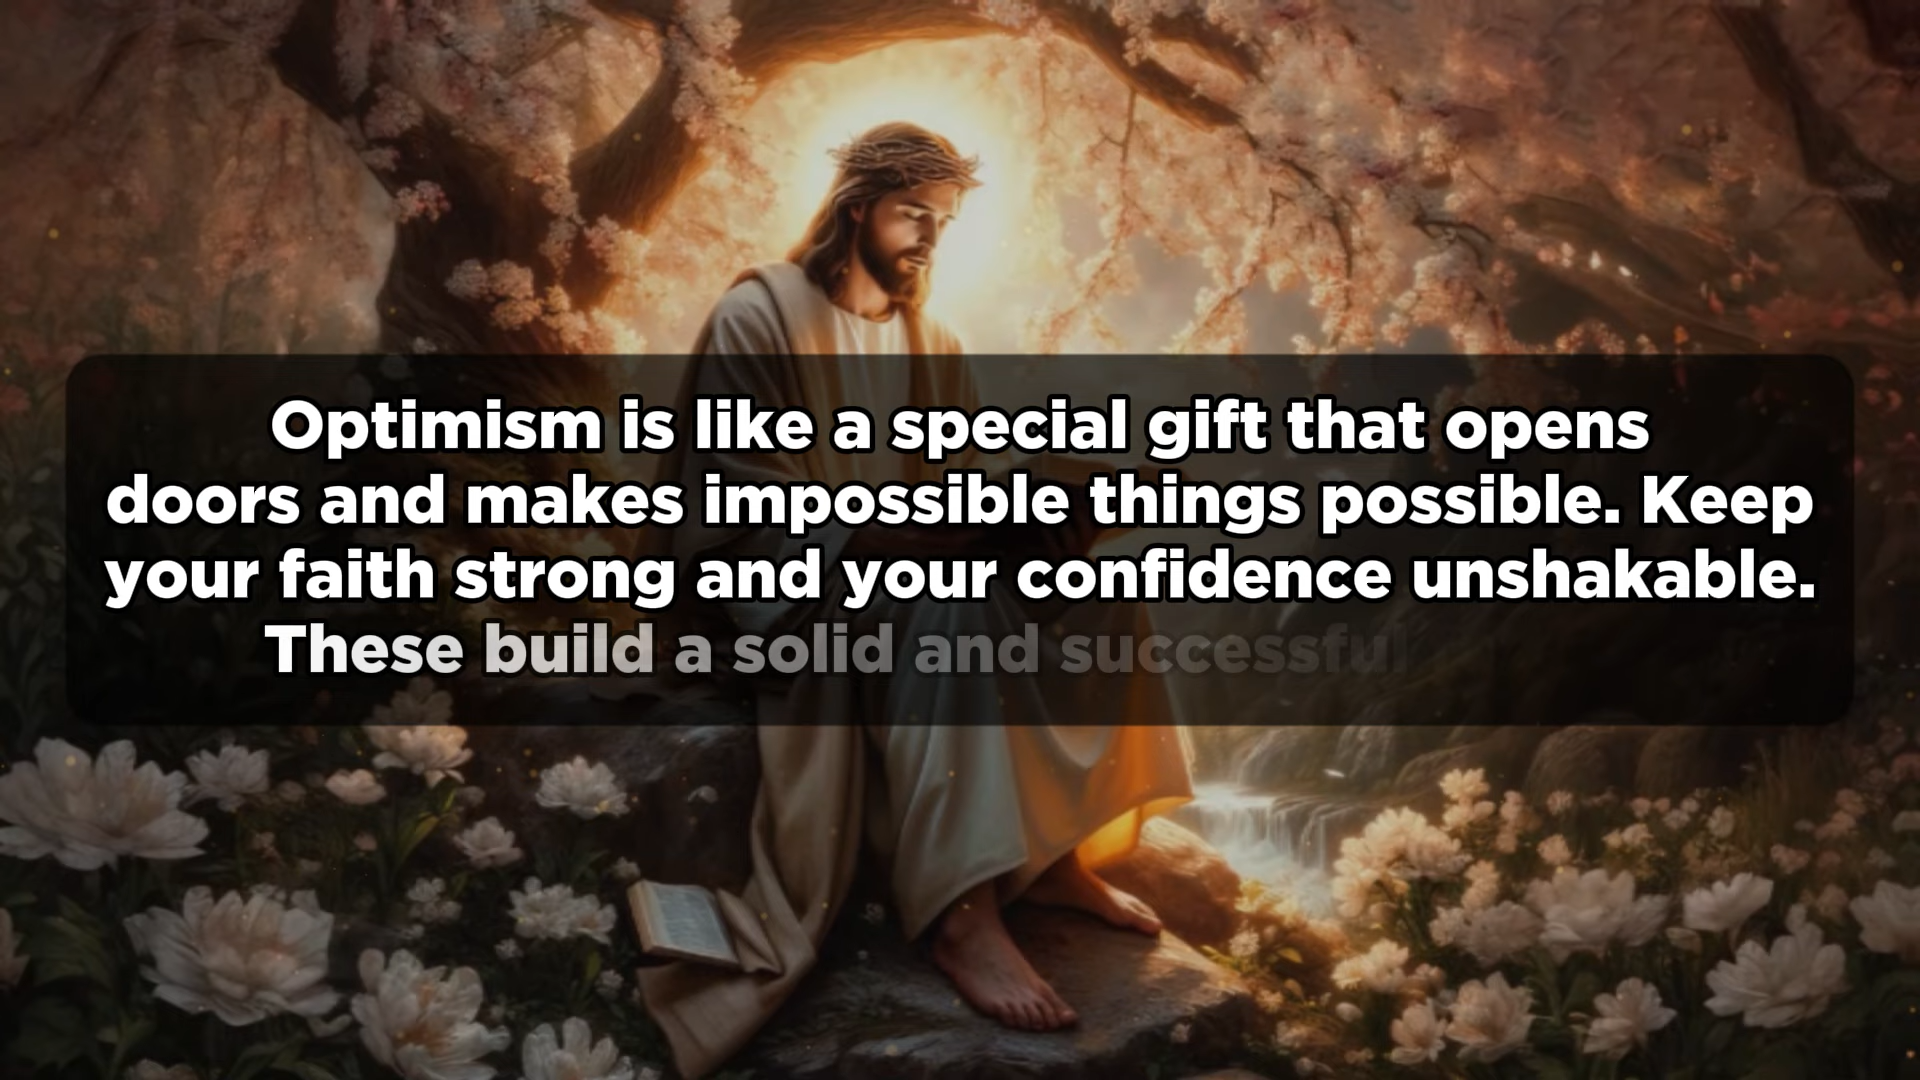 Optimism is like a special gift that opens
doors and makes impossible things possible. Keep
your faith strong and your confidence unshakable.
These build a solid and successful